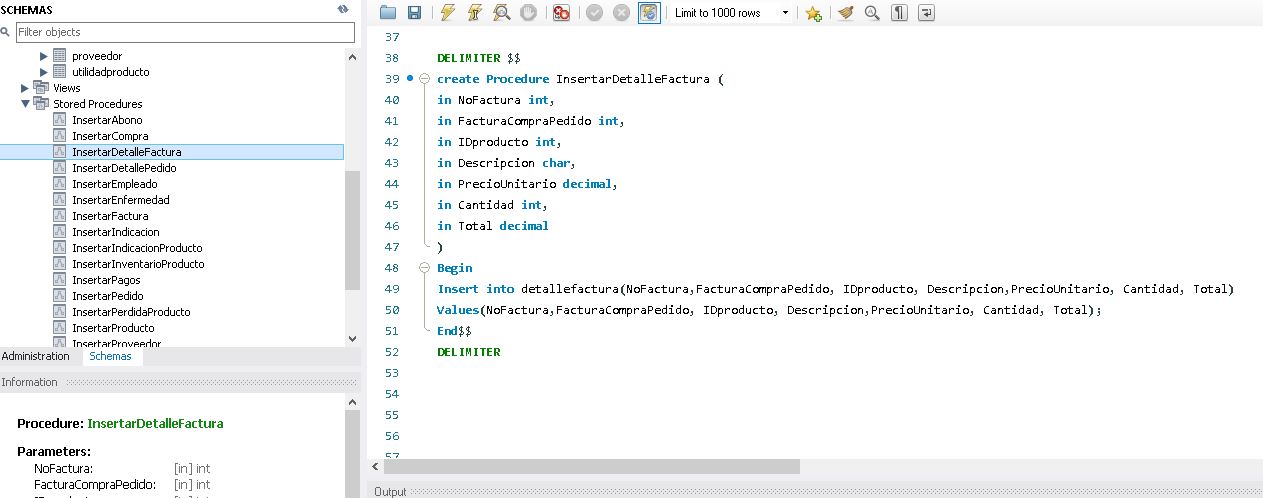 SCHEMAS
Filter objects
proveedor
utilidadproducto
Views
Stored Procedures
InsertarAbono
InsertarCompra
InsertarDetalleFactura
InsertarDetallePedido
InsertarEmpleado
InsertarEnfermedad
InsertarFactura
InsertarIndicacion
InsertarIndicacionProducto
InsertarInventarioProducto
InsertarPagos
InsertarPedido
InsertarPerdidaProducto
InsertarProducto
InsertarProveedor
Administration Schemas
Information
Procedure: InsertarDetalleFactura
Parameters:
NoFactura: [in] int
FacturaCompraPedido: [in] int
Limit to 1000 rows
37
38 DELIMITER $$
39 create Procedure InsertarDetalleFactura (
40 in NoFactura int,
41 in FacturaCompraPedido int,
42 in IDproducto int,
43 in Descripcion char,
44 in PrecioUnitario decimal,
45 in Cantidad int,
46 in Total decimal
47 )
48 Begin
49 Insert into detallefactura(NoFactura,FacturaCompraPedido, IDproducto, Descripcion,PrecioUnitario, Cantidad, Total)
50 Values(NoFactura,FacturaCompraPedido, IDproducto, Descripcion,PrecioUnitario, Cantidad, Total);
51 End$$
52 DELIMITER
53
54
55
56
57
Output